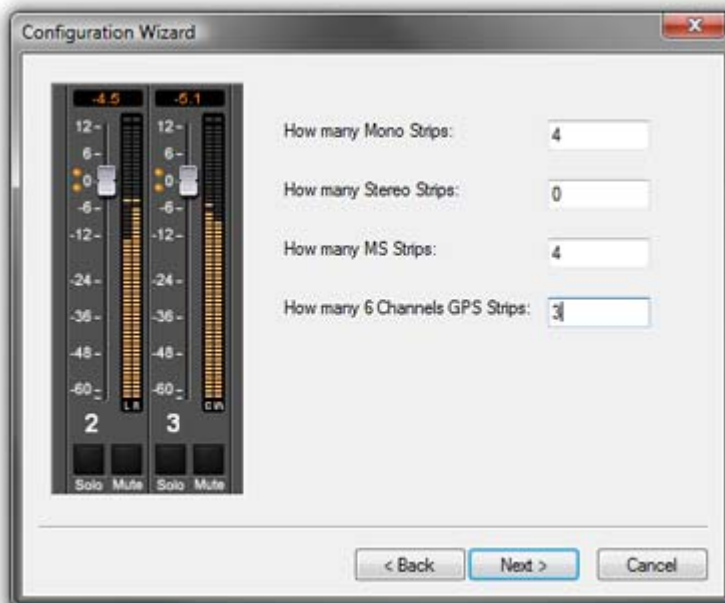 Configuration Wizard
-4.5 -5.1
12- 12-
6- 6-
0- 0-
-6- -6-
-12- -12-
-24- -24-
-36- -36-
-48- -48-
-60- -60-
L R
2 3
Solo Mute Solo Mute
How many Mono Strips: 4
How many Stereo Strips: 0
How many MS Strips: 4
How many 6 Channels GPS Strips: 3
< Back Next > Cancel